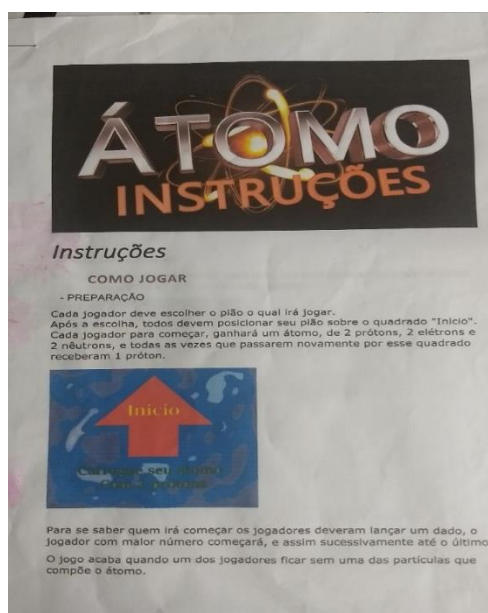 ÁTOMO
INSTRUÇÕES
Instruções
COMO JOGAR
- PREPARAÇÃO
Cada jogador deve escolher o pião o qual irá jogar.
Após a escolha, todos devem posicionar seu pião sobre o quadrado "Inicio".
Cada jogador para começar, ganhará um átomo, de 2 prótons, 2 elétrons e
2 nêutrons, e todas as vezes que passarem novamente por esse quadrado
receberam 1 próton.
Inicio
Carregue seu átomo
Com
Para se saber quem irá começar os jogadores deveram lançar um dado, o
jogador com maior número começará, e assim sucessivamente até o último
O jogo acaba quando um dos jogadores ficar sem uma das partículas que
compõe o átomo.